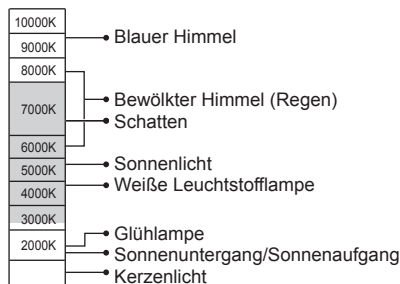 10000K
Blauer Himmel
9000K
8000K
Bewölkter Himmel (Regen)
7000K
Schatten
6000K
Sonnenlicht
5000K
Weiße Leuchtstofflampe
4000K
3000K
Glühlampe
2000K
Sonnenuntergang/Sonnenaufgang
Kerzenlicht